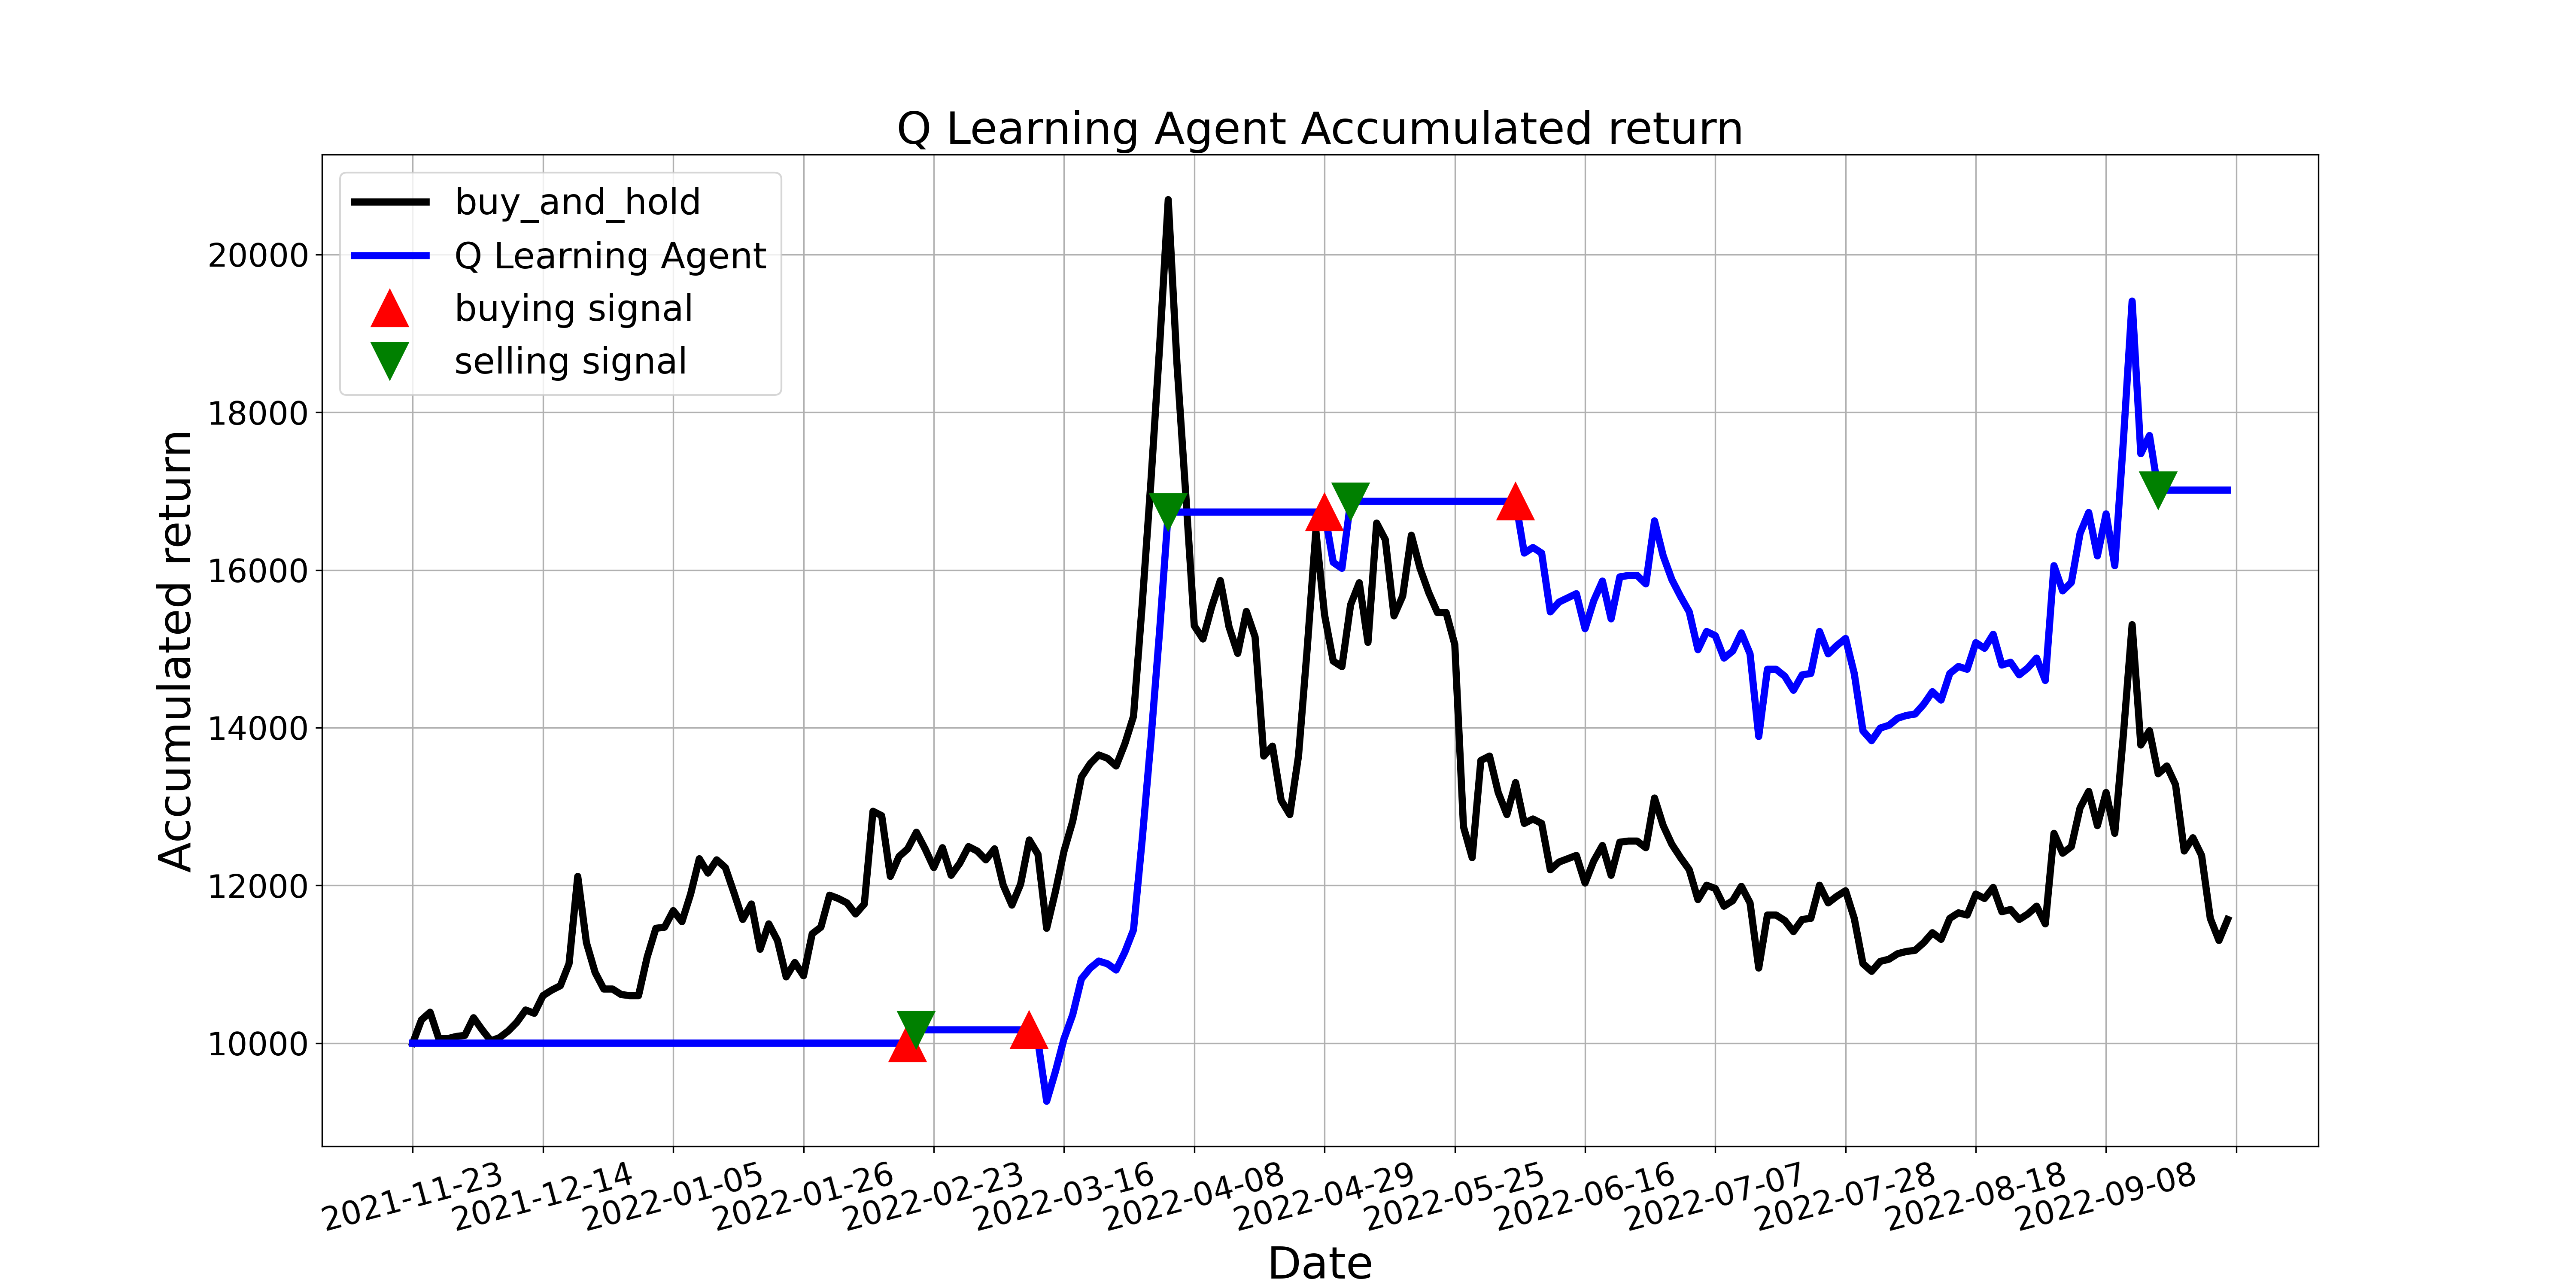 Q Learning Agent Accumulated return
buy_and_hold
Q Learning Agent
buying signal
selling signal
Accumulated return
20000
18000
16000
14000
12000
10000
2021-11-23
2021-12-14
2022-01-05
2022-01-26
2022-02-23
2022-03-16
2022-04-08
2022-04-29
2022-05-25
2022-06-16
2022-07-07
2022-07-28
2022-08-18
2022-09-08
Date